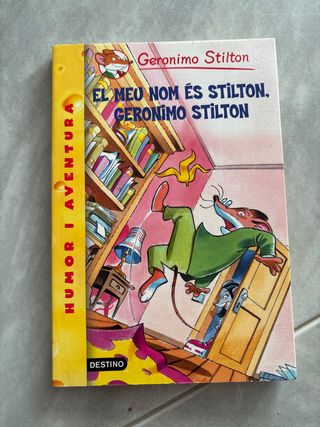 Geronimo Stilton
EL MEU NOM ÉS STILTON,
GERONIMO STILTON
HUMOR I AVENTURA
DESTINO